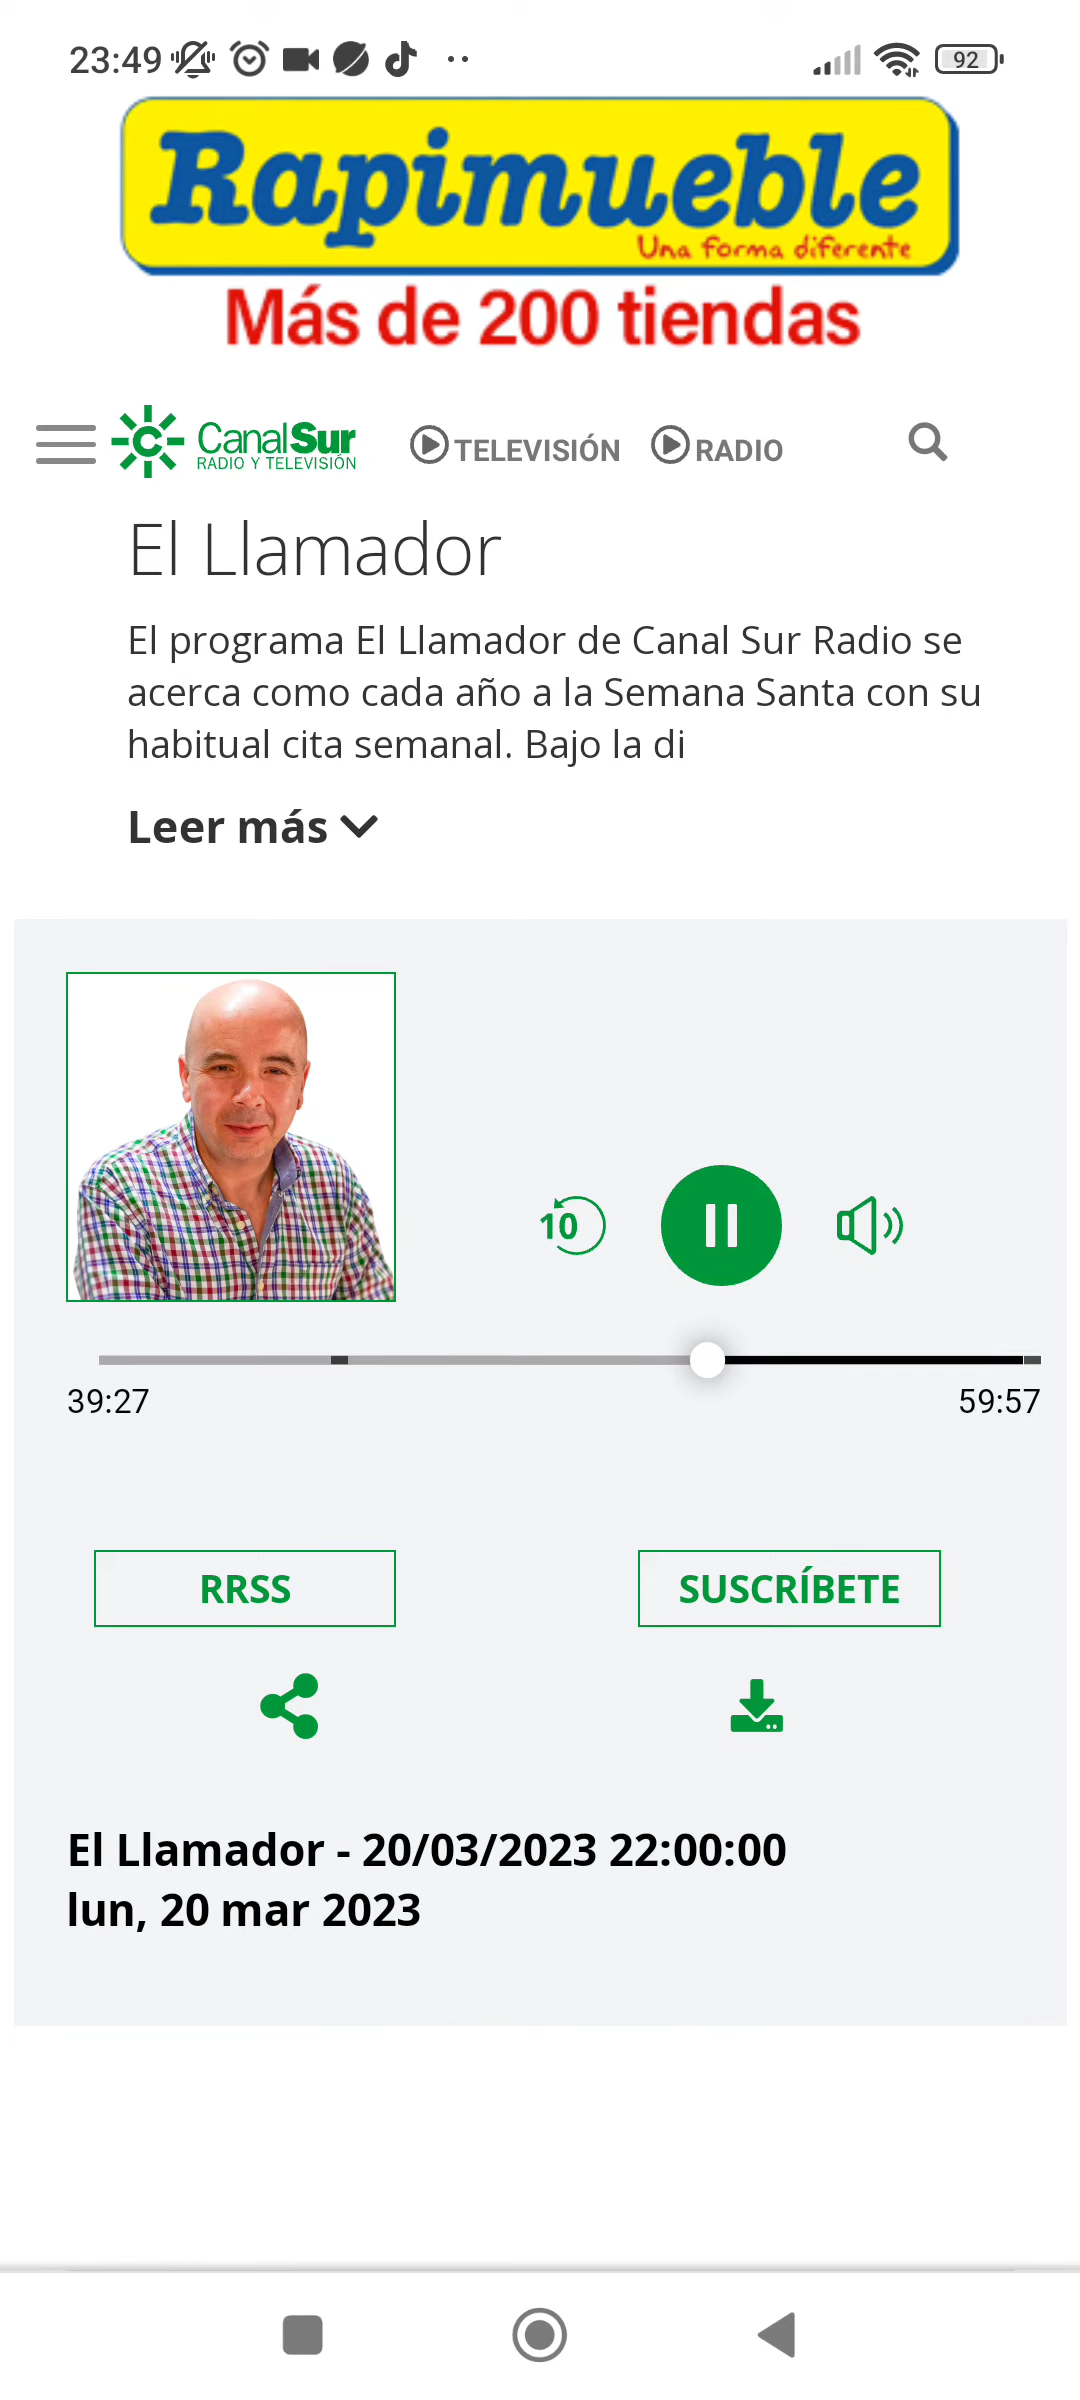 23:49
92
Rapimueble
Una forma diferente
Más de 200 tiendas
CanalSur
RADIO Y TELEVISIÓN
TELEVISIÓN
RADIO
El Llamador
El programa El Llamador de Canal Sur Radio se
acerca como cada año a la Semana Santa con su
habitual cita semanal. Bajo la di
Leer más
10
39:27
59:57
RRSS
SUSCRÍBETE
El Llamador - 20/03/2023 22:00:00
lun, 20 mar 2023